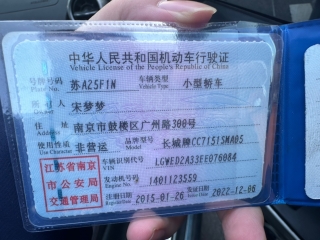 中华人民共和国机动车行驶证
Vehicle License of the People's Republic of China
号牌号码 Plate No. 苏A25F1N 车辆类型 Vehicle Type 小型轿车
所有人 Owner 宋梦梦
住址 Address 南京市鼓楼区广州路300号
使用性质 Use Character 非营运 品牌型号 Model 长城牌CC7151SMA05
江苏省南京市公安局交通管理局
车辆识别代号 VIN LGWED2A33EE076084
发动机号码 Engine No. 1401123559
注册日期 Register Date 2015-01-26 发证日期 Issue Date 2022-12-06